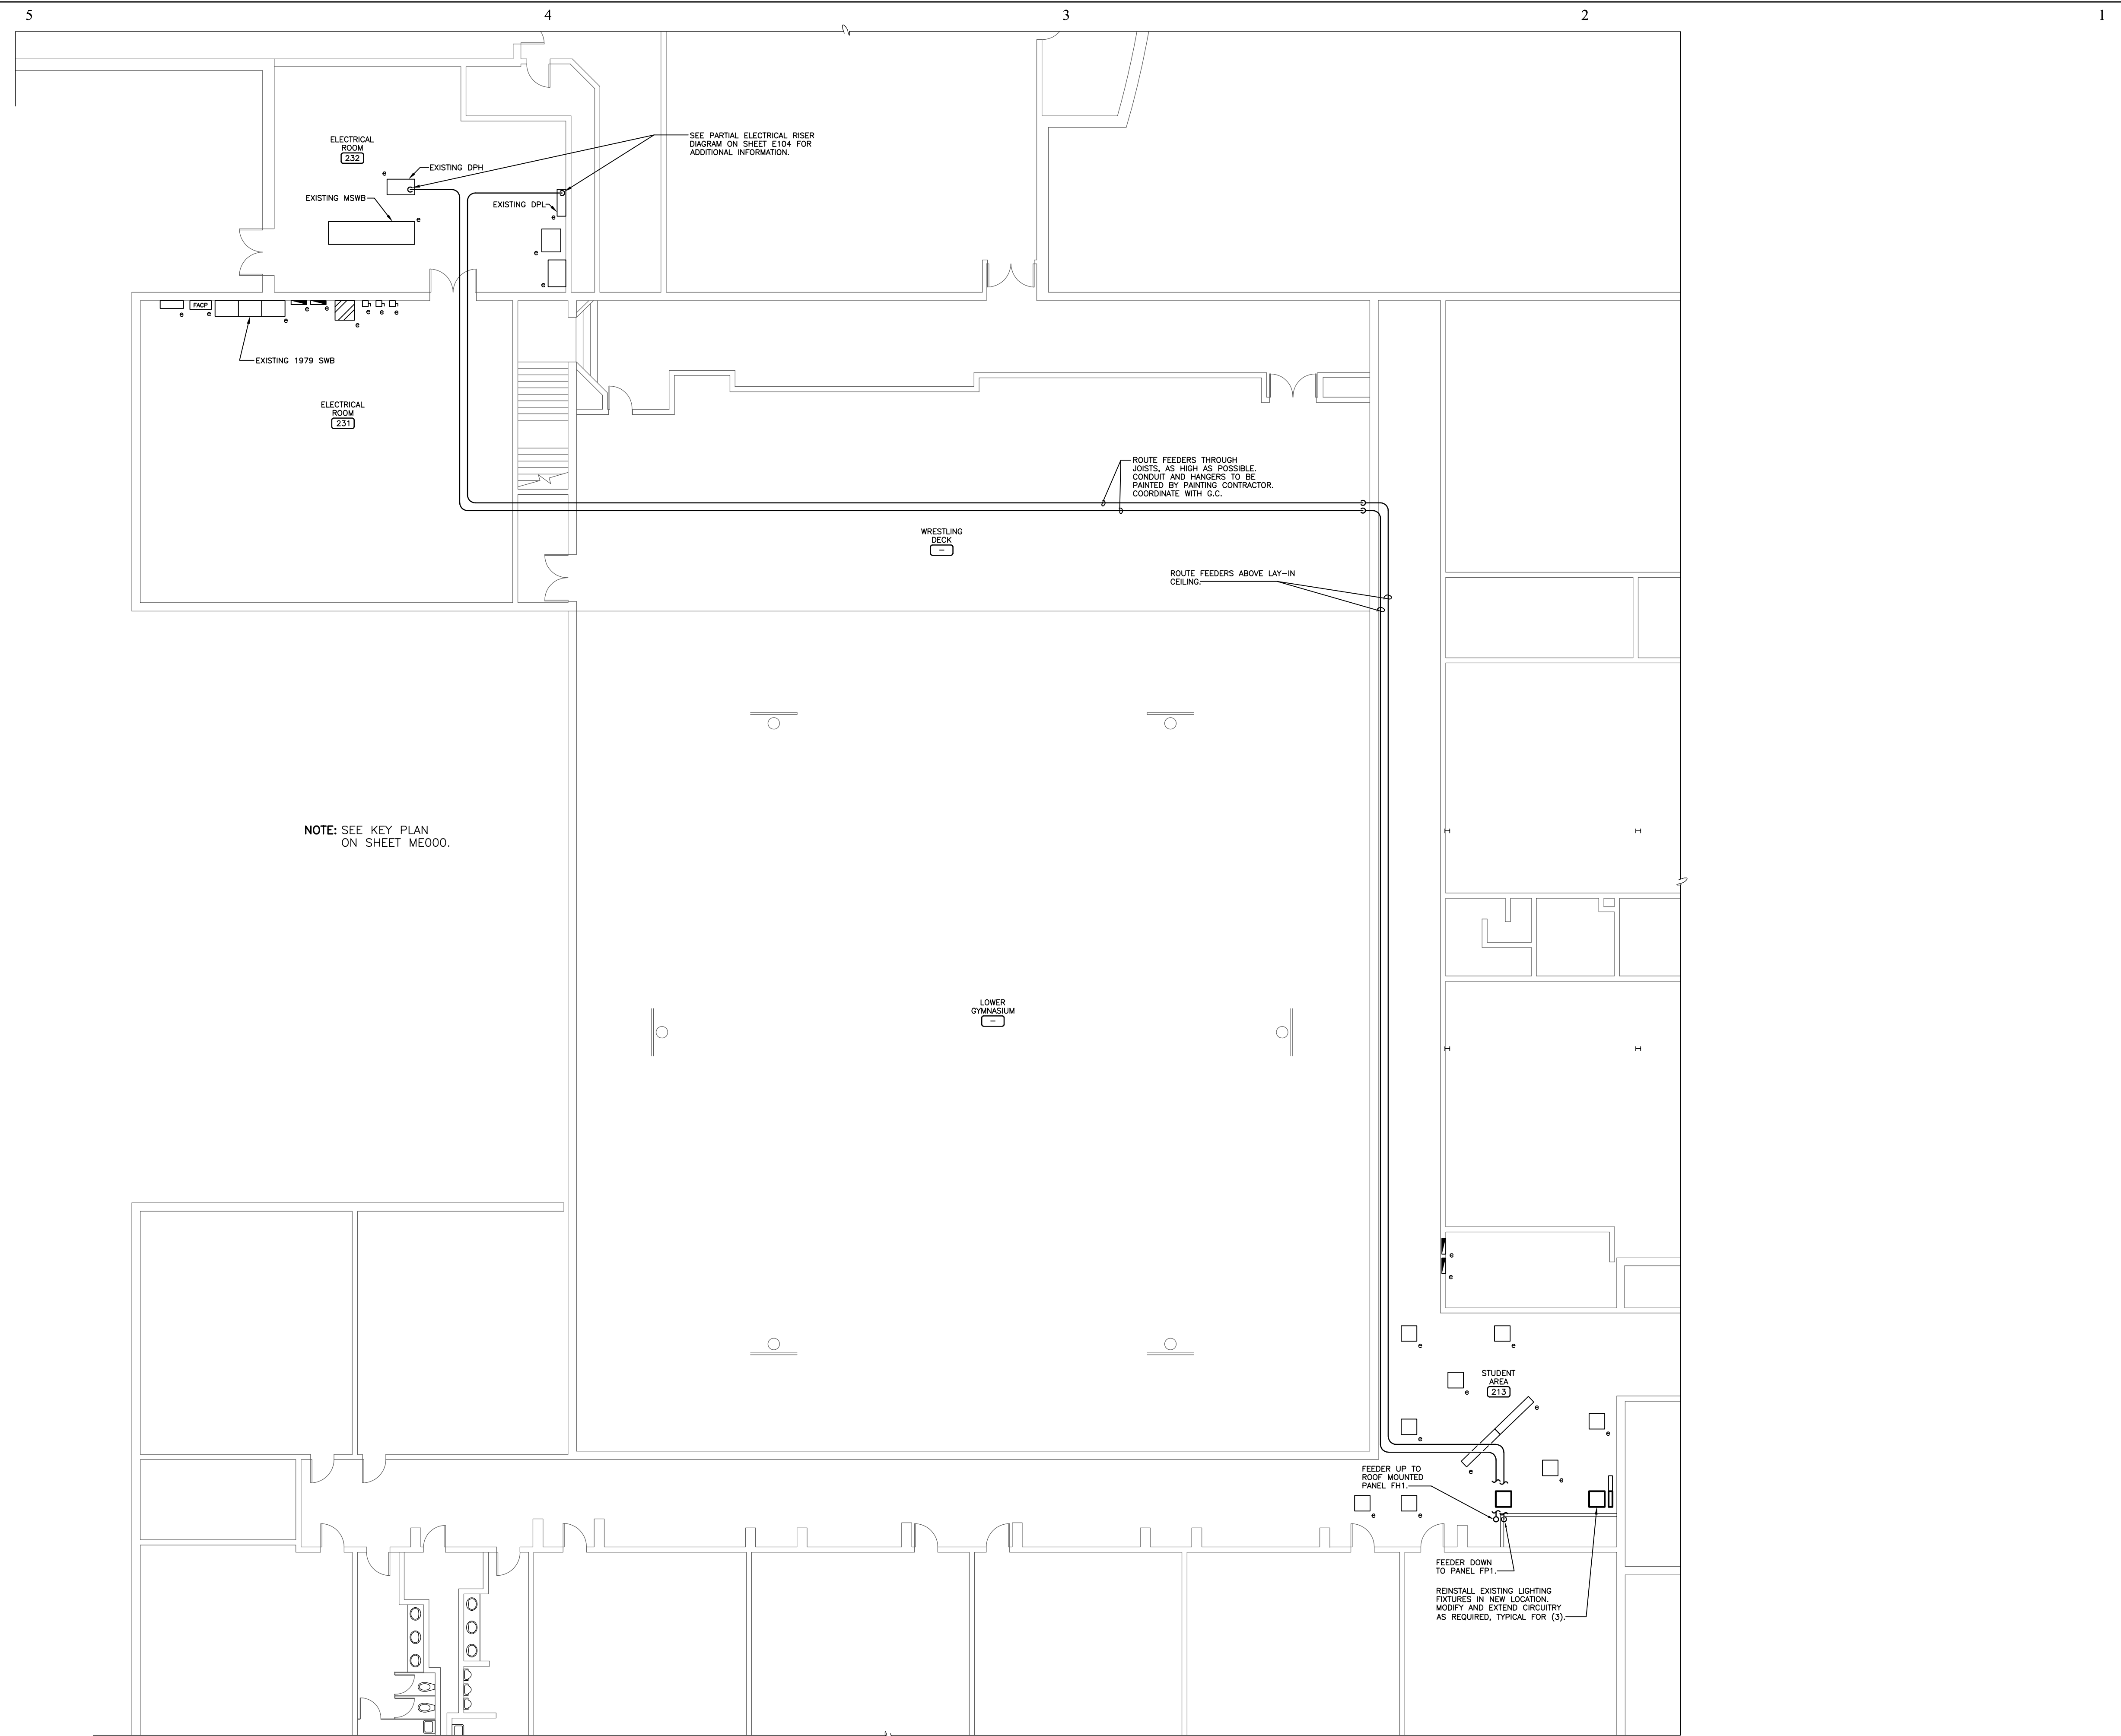 5 4 3 2 1
ELECTRICAL
ROOM
232
SEE PARTIAL ELECTRICAL RISER
DIAGRAM ON SHEET E104 FOR
ADDITIONAL INFORMATION.
e
EXISTING DPH
EXISTING MSWB
e
EXISTING DPL
e
e
e
FACP
e
e
e
e
e
e
e
e
e
EXISTING 1979 SWB
ELECTRICAL
ROOM
231
ROUTE FEEDERS THROUGH
JOISTS, AS HIGH AS POSSIBLE.
CONDUIT AND HANGERS TO BE
PAINTED BY PAINTING CONTRACTOR.
COORDINATE WITH G.C.
WRESTLING
DECK
-
ROUTE FEEDERS ABOVE LAY-IN
CEILING.
NOTE: SEE KEY PLAN
ON SHEET ME000.
LOWER
GYMNASIUM
-
e
e
e
e
STUDENT
AREA
213
e
e
e
e
e
e
FEEDER UP TO
ROOF MOUNTED
PANEL FH1.
e
e
FEEDER DOWN
TO PANEL FP1.
REINSTALL EXISTING LIGHTING
FIXTURES IN NEW LOCATION.
MODIFY AND EXTEND CIRCUITRY
AS REQUIRED, TYPICAL FOR (3).